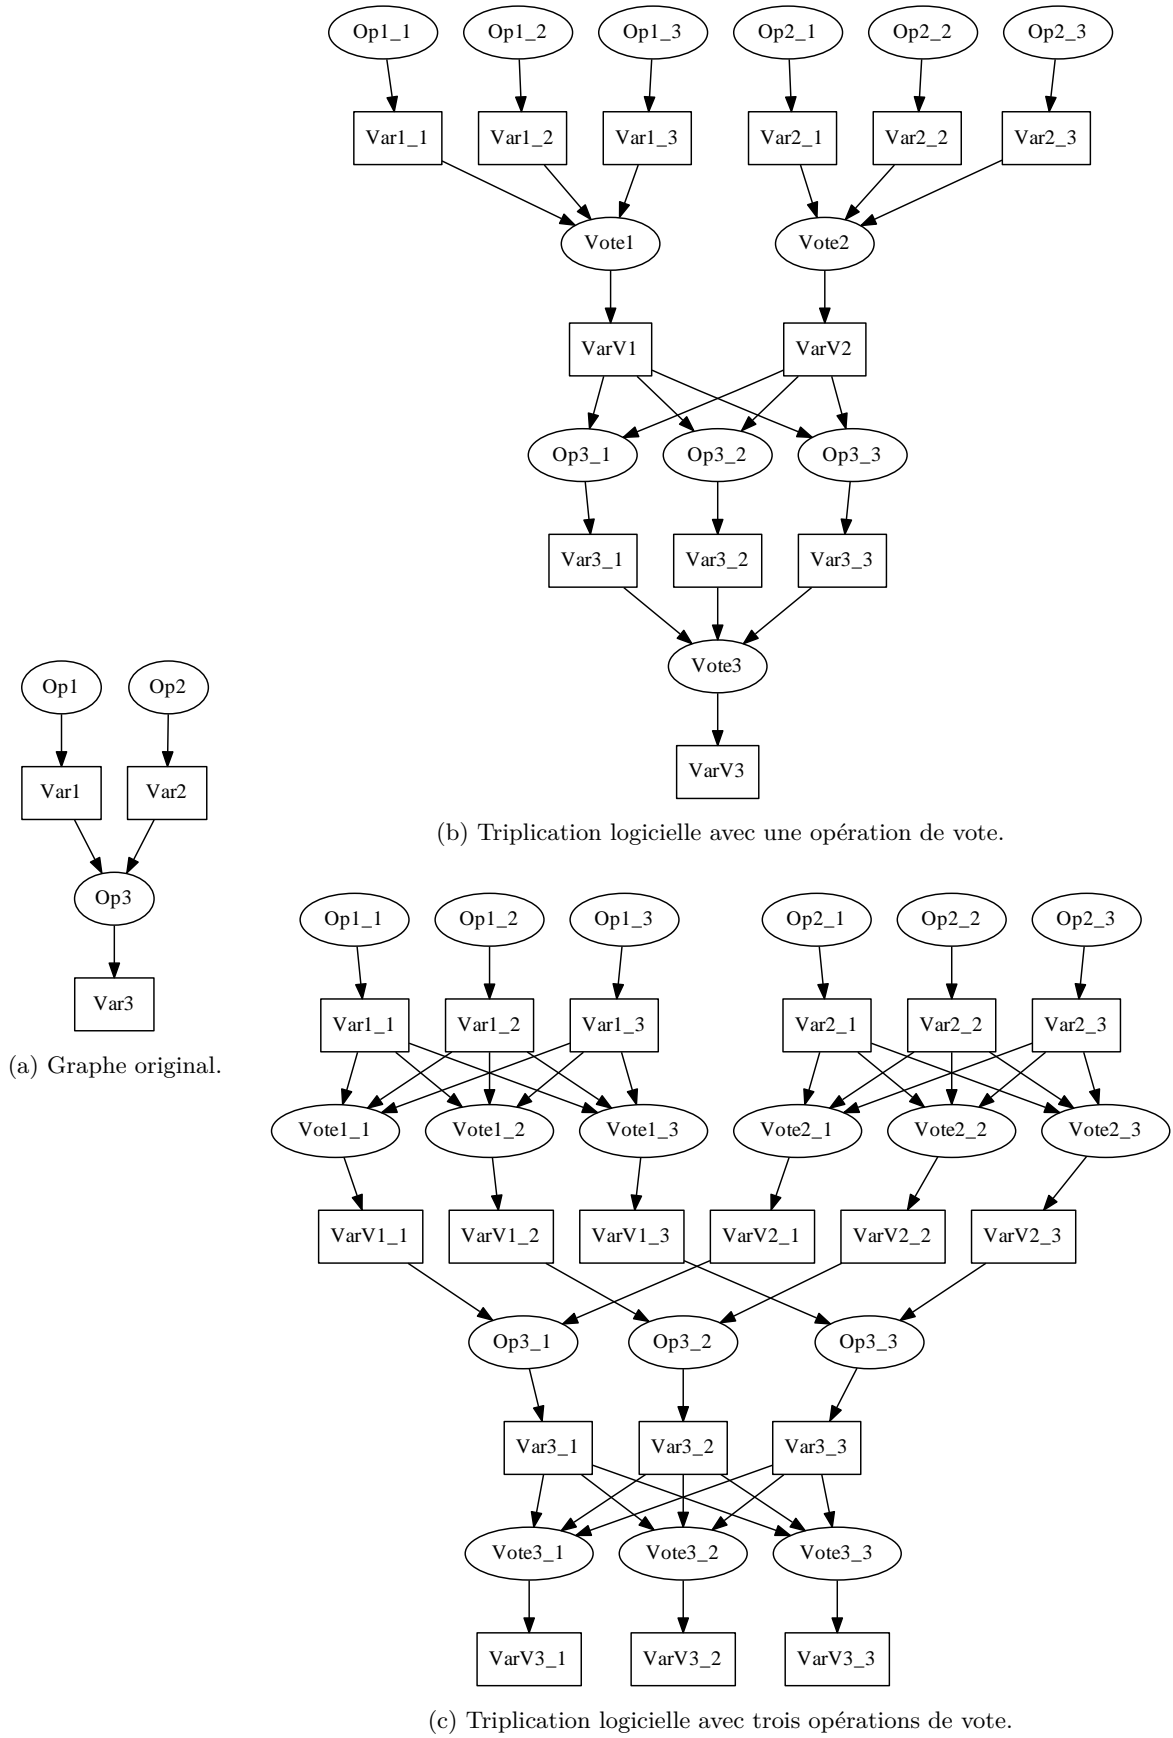 Op1_1 Op1_2 Op1_3 Op2_1 Op2_2 Op2_3
Var1_1 Var1_2 Var1_3 Var2_1 Var2_2 Var2_3
Vote1 Vote2
VarV1 VarV2
Op3_1 Op3_2 Op3_3
Var3_1 Var3_2 Var3_3
Vote3
VarV3
(b) Triplication logicielle avec une opération de vote.
Op1 Op2
Var1 Var2
Op3
Var3
(a) Graphe original.
Op1_1 Op1_2 Op1_3 Op2_1 Op2_2 Op2_3
Var1_1 Var1_2 Var1_3 Var2_1 Var2_2 Var2_3
Vote1_1 Vote1_2 Vote1_3 Vote2_1 Vote2_2 Vote2_3
VarV1_1 VarV1_2 VarV1_3 VarV2_1 VarV2_2 VarV2_3
Op3_1 Op3_2 Op3_3
Var3_1 Var3_2 Var3_3
Vote3_1 Vote3_2 Vote3_3
VarV3_1 VarV3_2 VarV3_3
(c) Triplication logicielle avec trois opérations de vote.